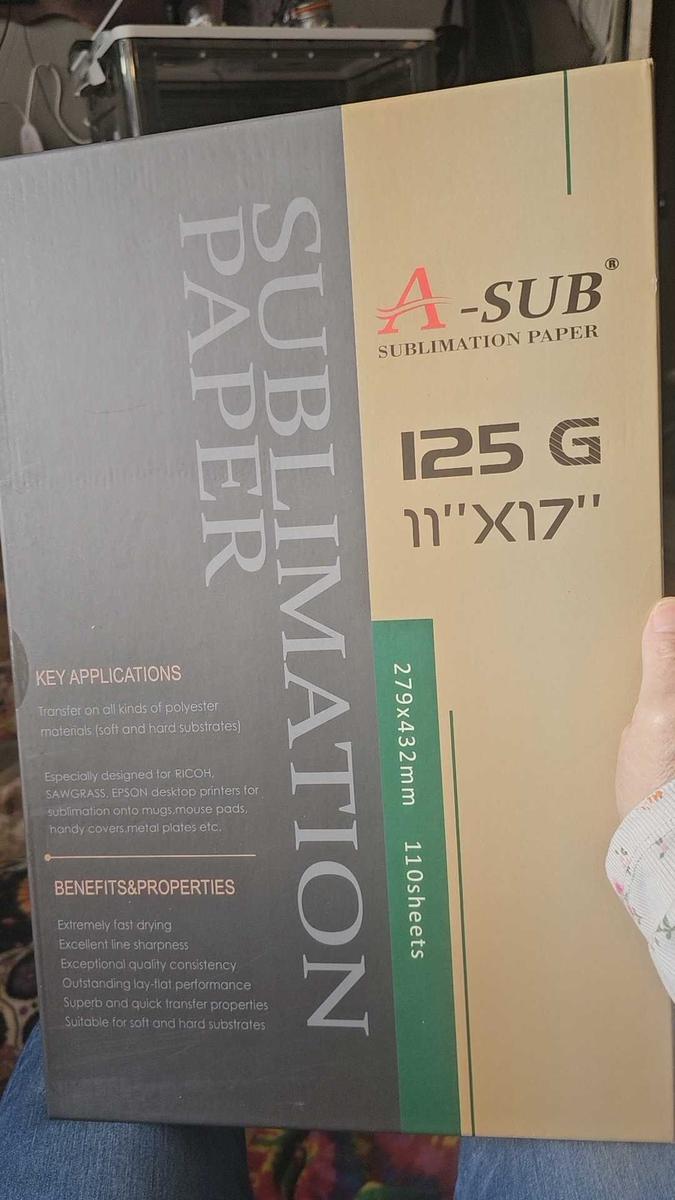 A-SUB®
SUBLIMATION PAPER
125 G
11"X17"
279x432mm 110sheets
SUBLIMATION
PAPER
KEY APPLICATIONS
Transfer on all kinds of polyester
materials (soft and hard substrates)
Especially designed for RICOH,
SAWGRASS, EPSON desktop printers for
sublimation onto mugs,mouse pads,
handy covers,metal plates etc.
BENEFITS&PROPERTIES
Extremely fast drying
Excellent line sharpness
Exceptional quality consistency
Outstanding lay-flat performance
Superb and quick transfer properties
Suitable for soft and hard substrates